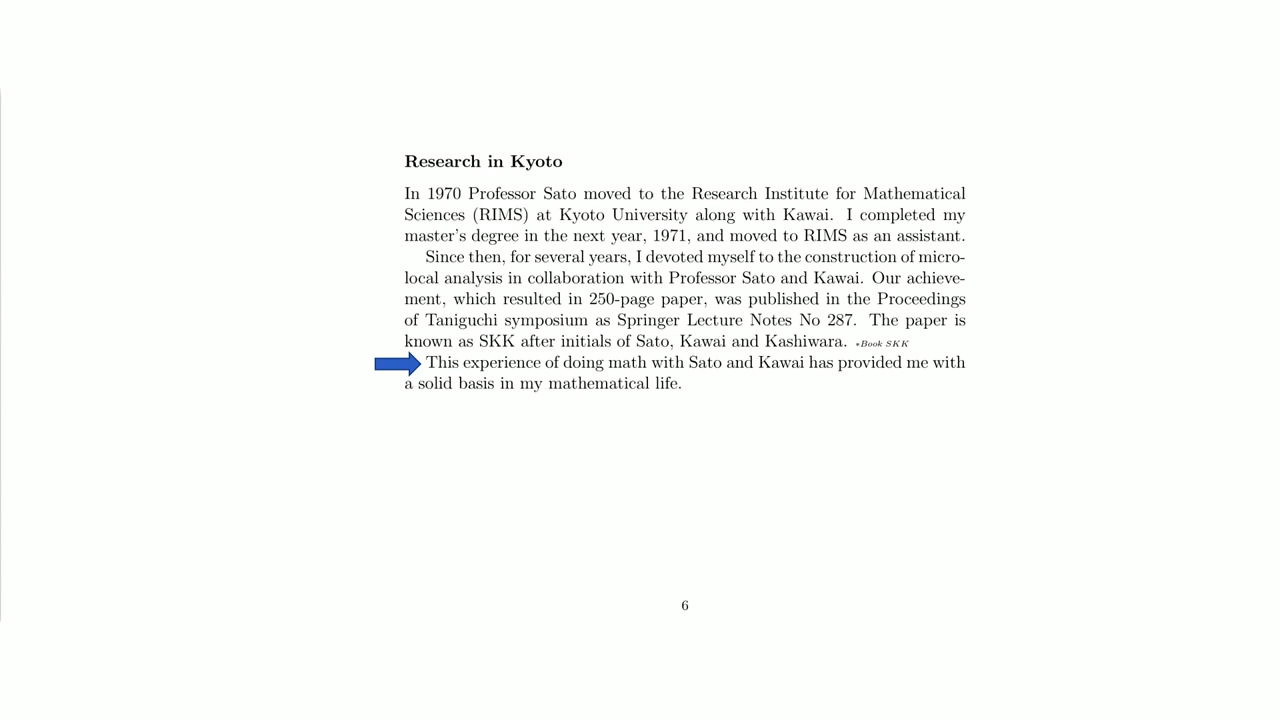 Research in Kyoto
In 1970 Professor Sato moved to the Research Institute for Mathematical
Sciences (RIMS) at Kyoto University along with Kawai. I completed my
master's degree in the next year, 1971, and moved to RIMS as an assistant.
Since then, for several years, I devoted myself to the construction of micro-
local analysis in collaboration with Professor Sato and Kawai. Our achieve-
ment, which resulted in 250-page paper, was published in the Proceedings
of Taniguchi symposium as Springer Lecture Notes No 287. The paper is
known as SKK after initials of Sato, Kawai and Kashiwara. *Book SKK
This experience of doing math with Sato and Kawai has provided me with
a solid basis in my mathematical life.
6